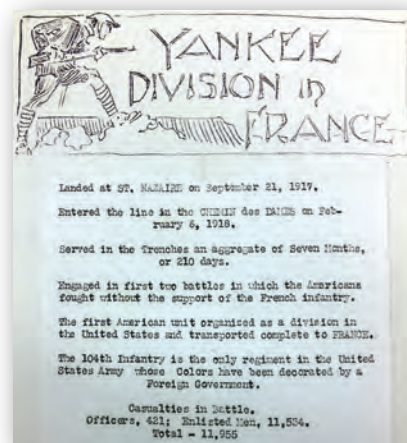 YANKEE
DIVISION in
FRANCE
Landed at ST. NAZAIRE on September 21, 1917.
Entered the line in the CHEMIN des DAMES on Feb-
ruary 6, 1918.
Served in the Trenches an aggregate of Seven Months,
or 210 days.
Engaged in first two battles in which the Americans
fought without the support of the French infantry.
The first American unit organized as a division in
the United States and transported complete to FRANCE.
The 104th Infantry is the only regiment in the United
States Army whose Colors have been decorated by a
Foreign Government.
Casualties in Battle.
Officers, 421; Enlisted Men, 11,534.
Total - 11,955